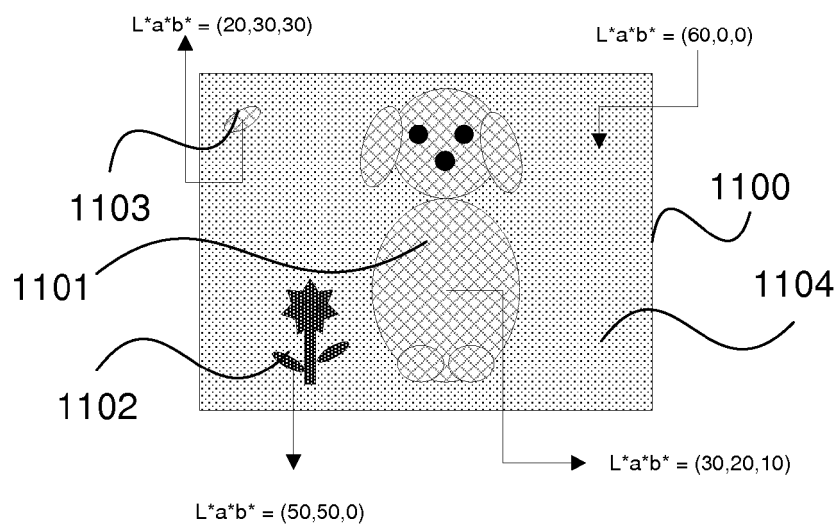 L*a*b* = (20,30,30)
L*a*b* = (60,0,0)
1103
1100
1101
1104
1102
L*a*b* = (30,20,10)
L*a*b* = (50,50,0)